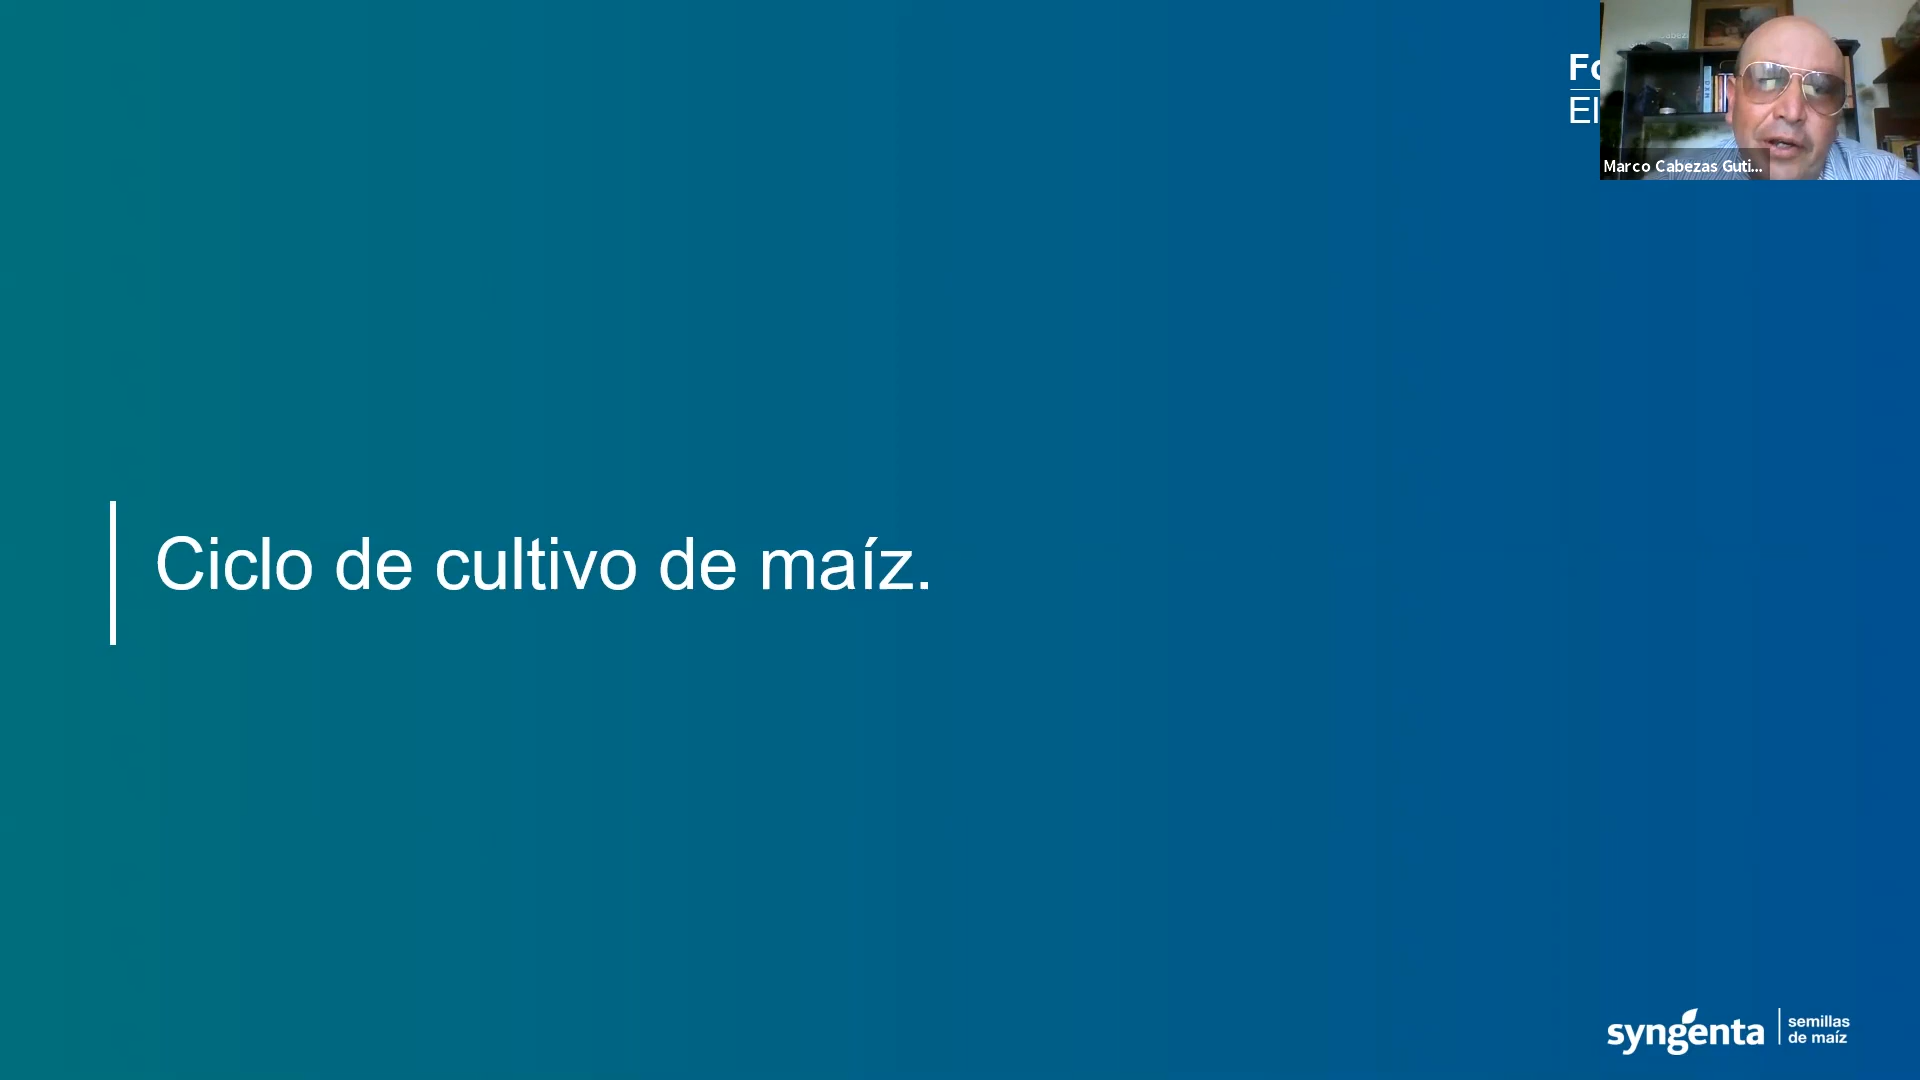 Marco Cabezas Guti...
Ciclo de cultivo de maíz.
syngenta
semillas
de maíz